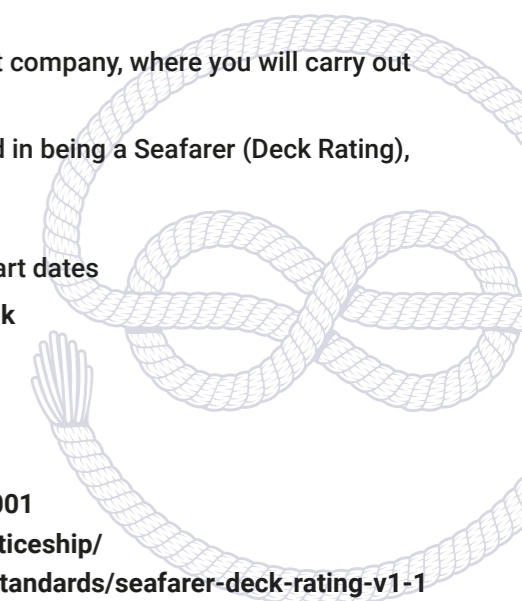 t company, where you will carry out
d in being a Seafarer (Deck Rating),
art dates
k
001
ticeship/
tandards/seafarer-deck-rating-v1-1